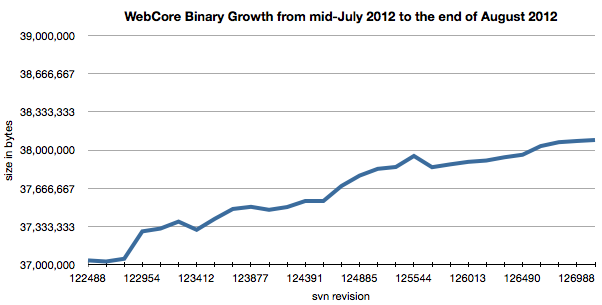 WebCore Binary Growth from mid-July 2012 to the end of August 2012
39,000,000
38,666,667
38,333,333
38,000,000
37,666,667
37,333,333
37,000,000
size in bytes
122488 122954 123412 123877 124391 124885 125544 126013 126490 126988
svn revision